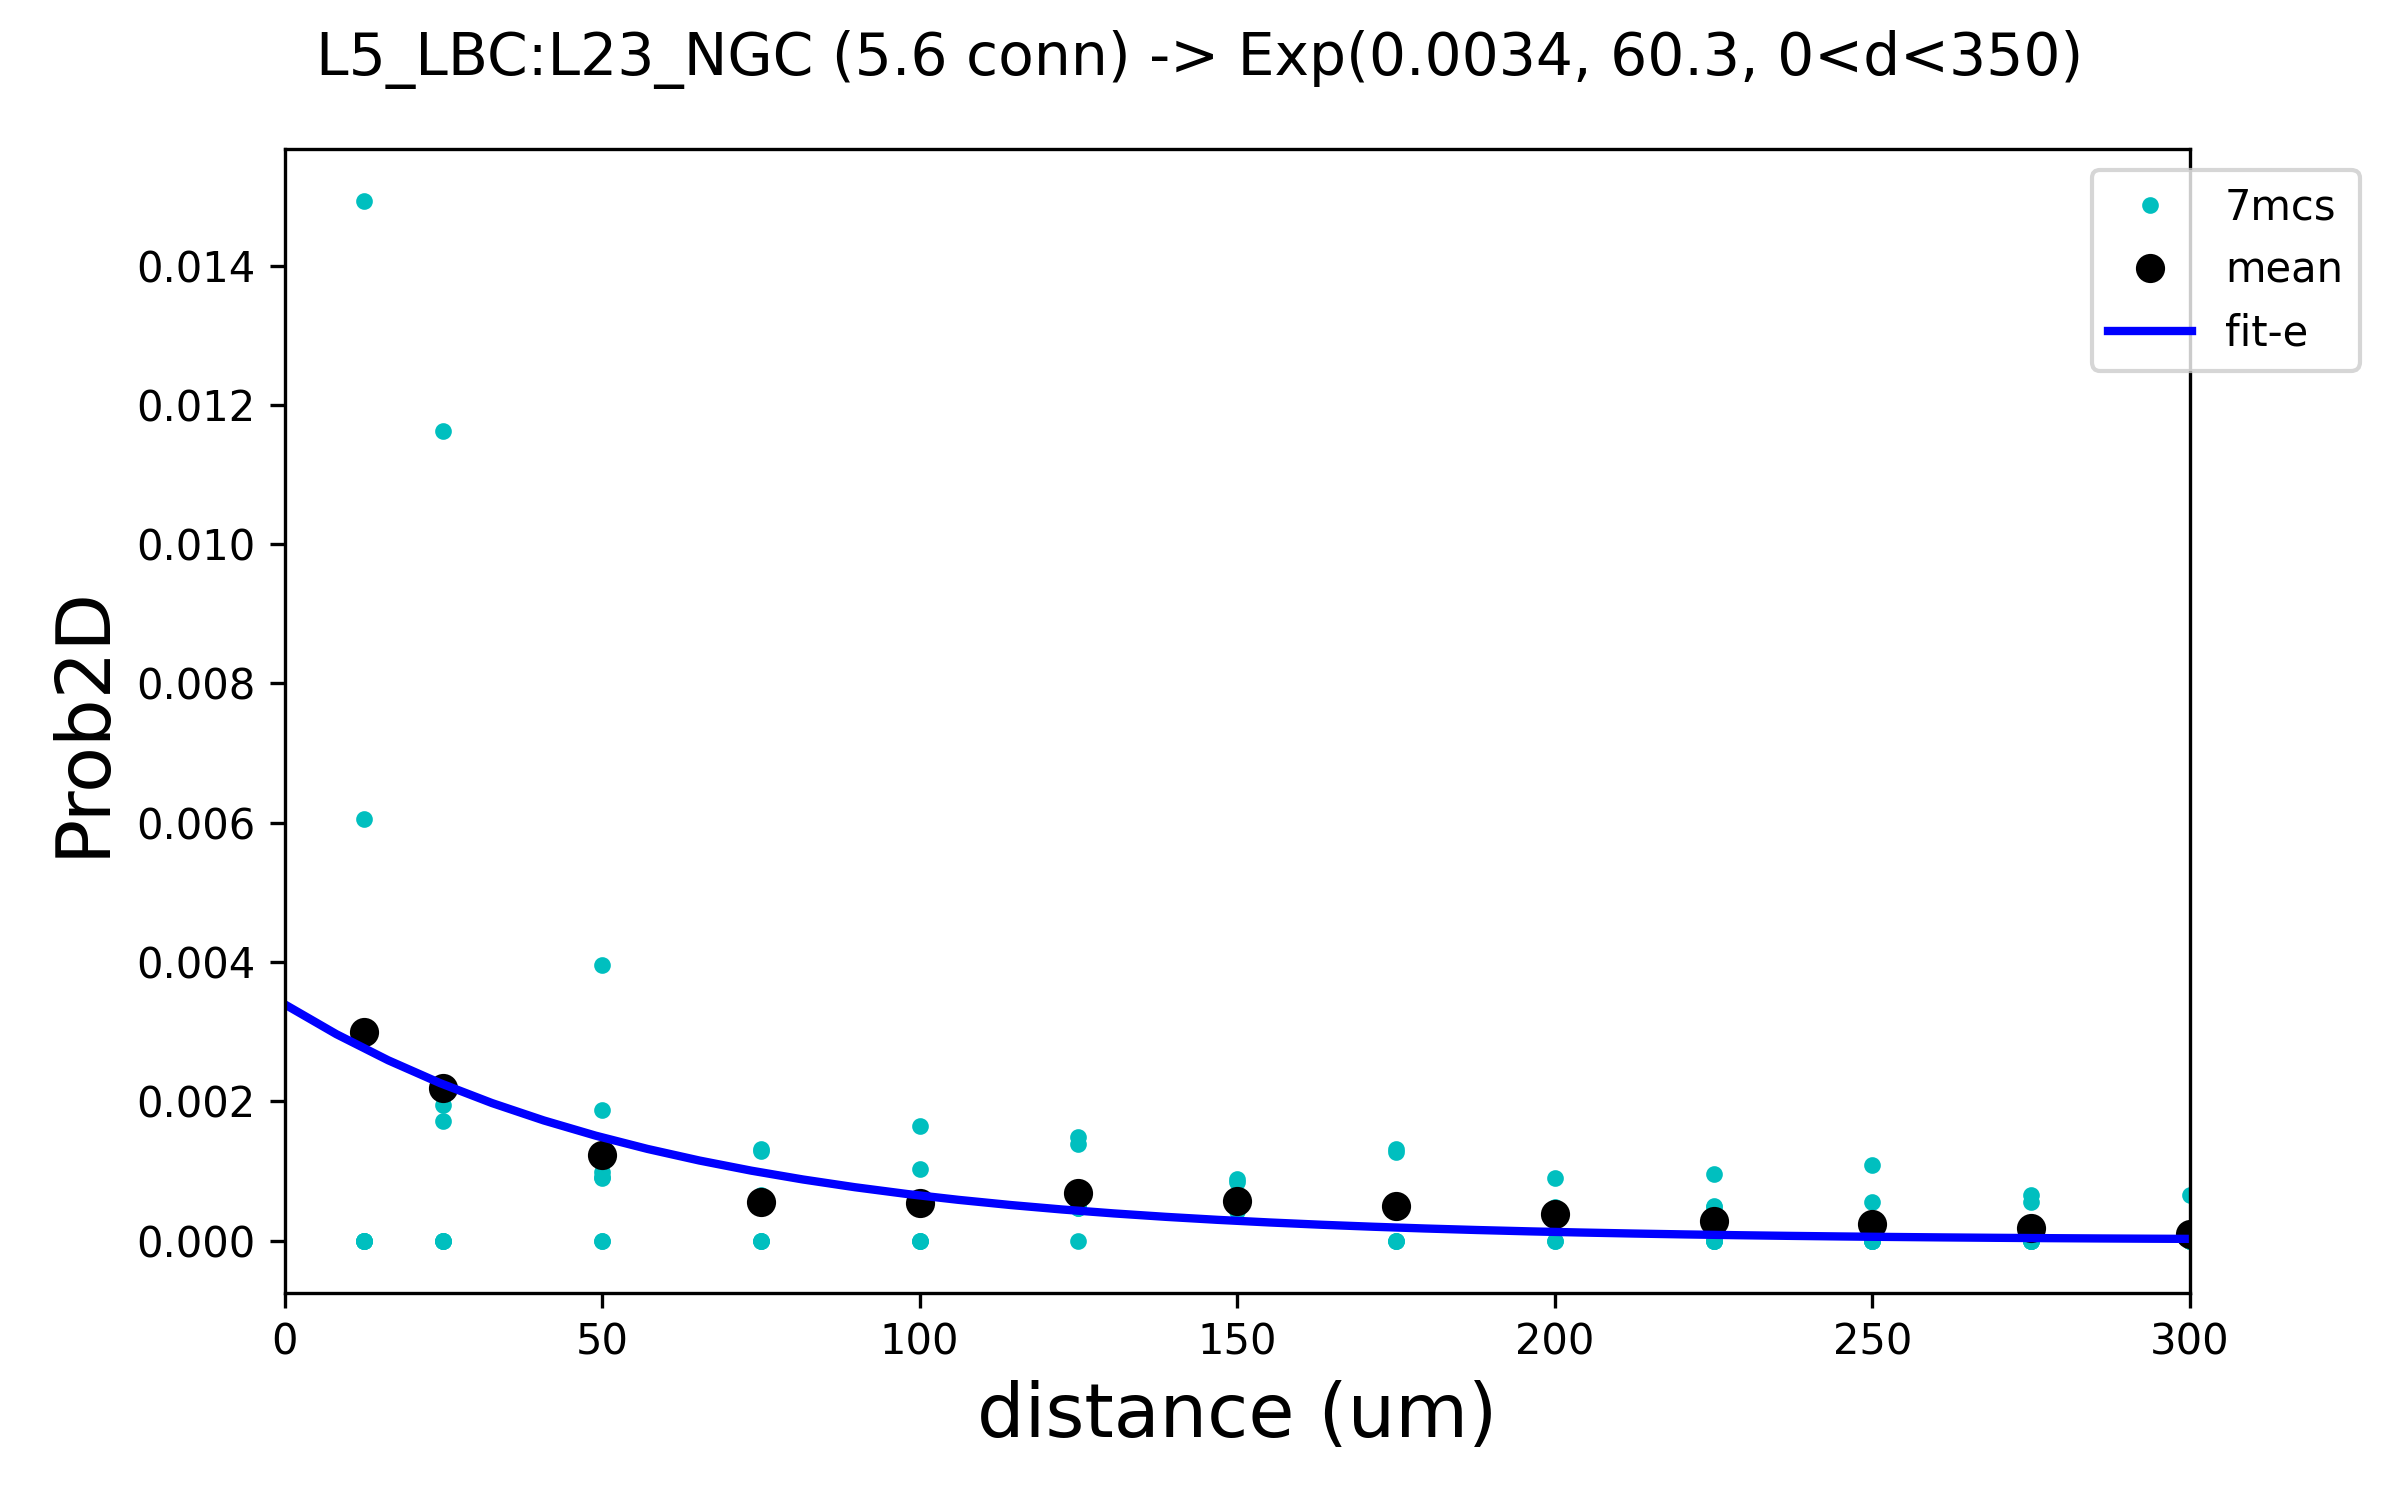 L5_LBC:L23_NGC (5.6 conn) -> Exp(0.0034, 60.3, 0<d<350)
7mcs
mean
fit-e
0.014
0.012
0.010
0.008
0.006
0.004
0.002
0.000
Prob2D
0 50 100 150 200 250 300
distance (um)